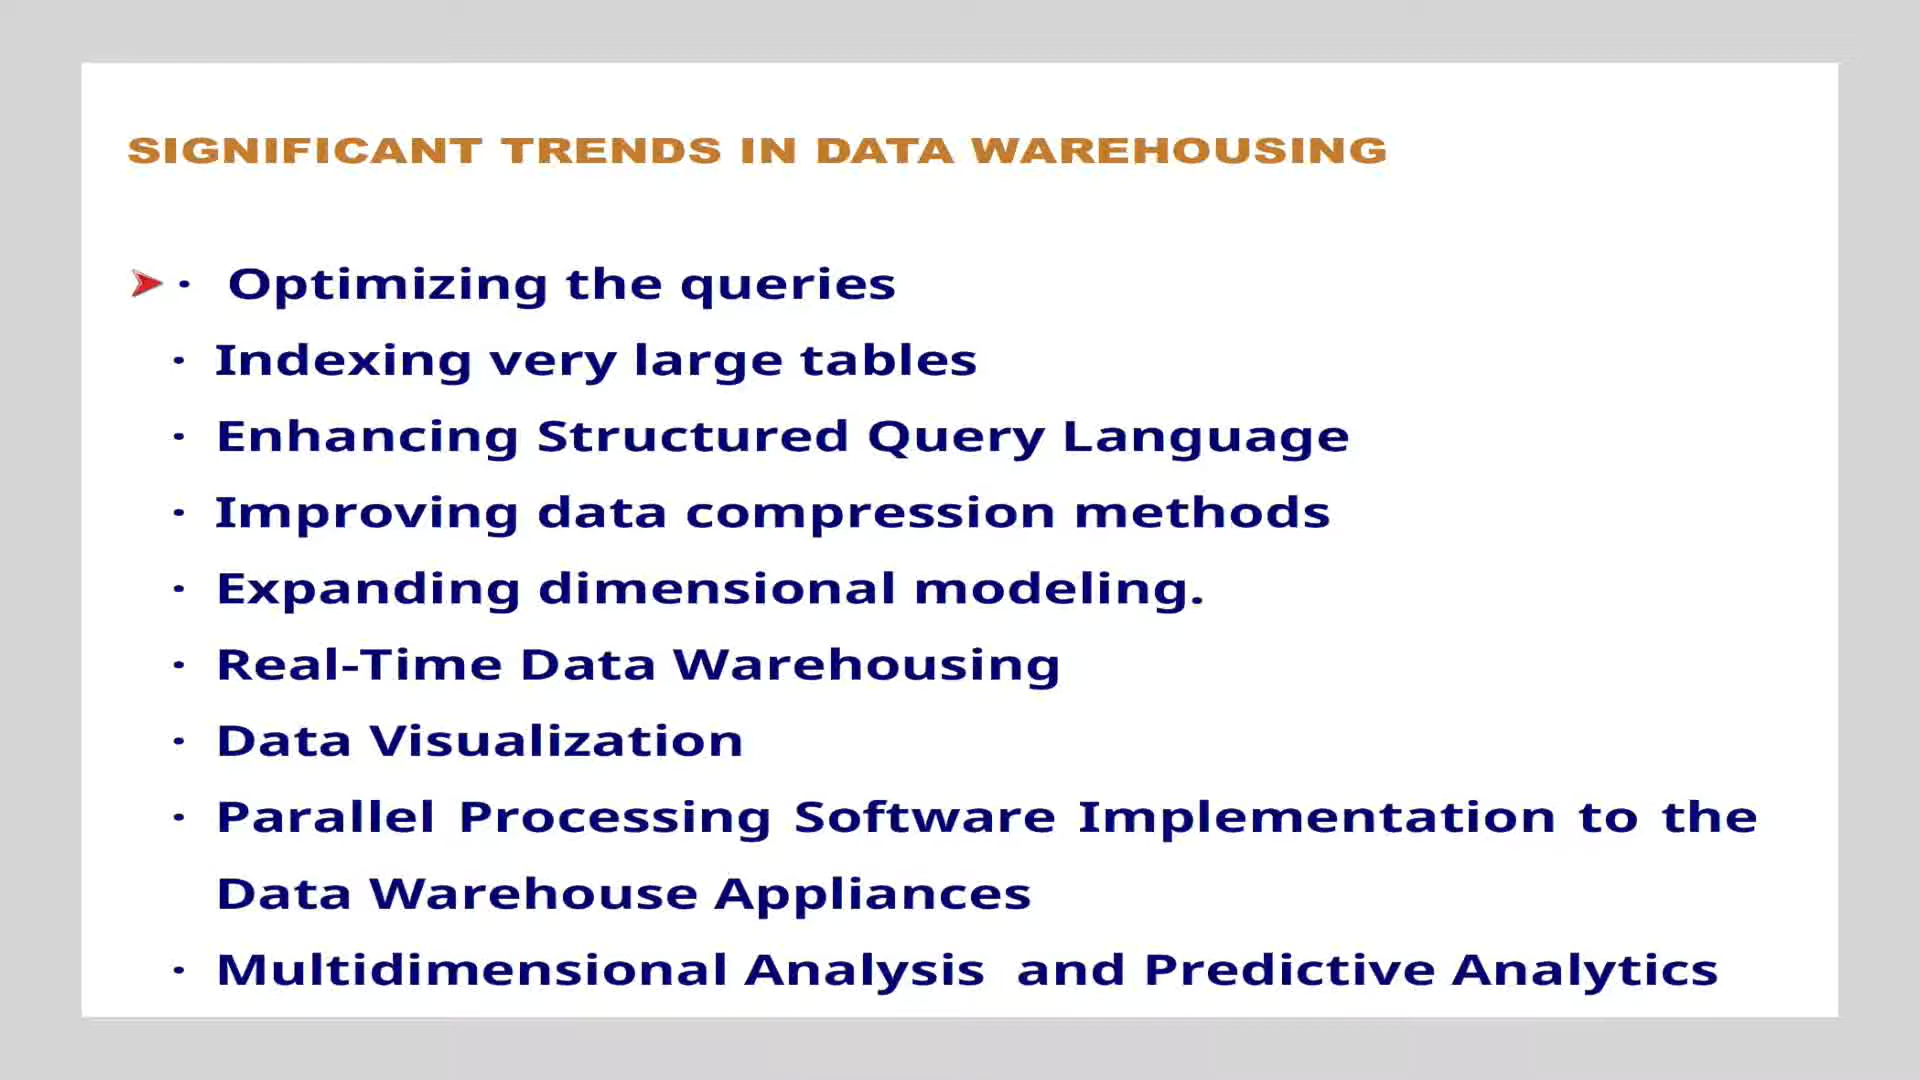 SIGNIFICANT TRENDS IN DATA WAREHOUSING
➤· Optimizing the queries
· Indexing very large tables
· Enhancing Structured Query Language
· Improving data compression methods
· Expanding dimensional modeling.
· Real-Time Data Warehousing
· Data Visualization
· Parallel Processing Software Implementation to the
Data Warehouse Appliances
· Multidimensional Analysis and Predictive Analytics